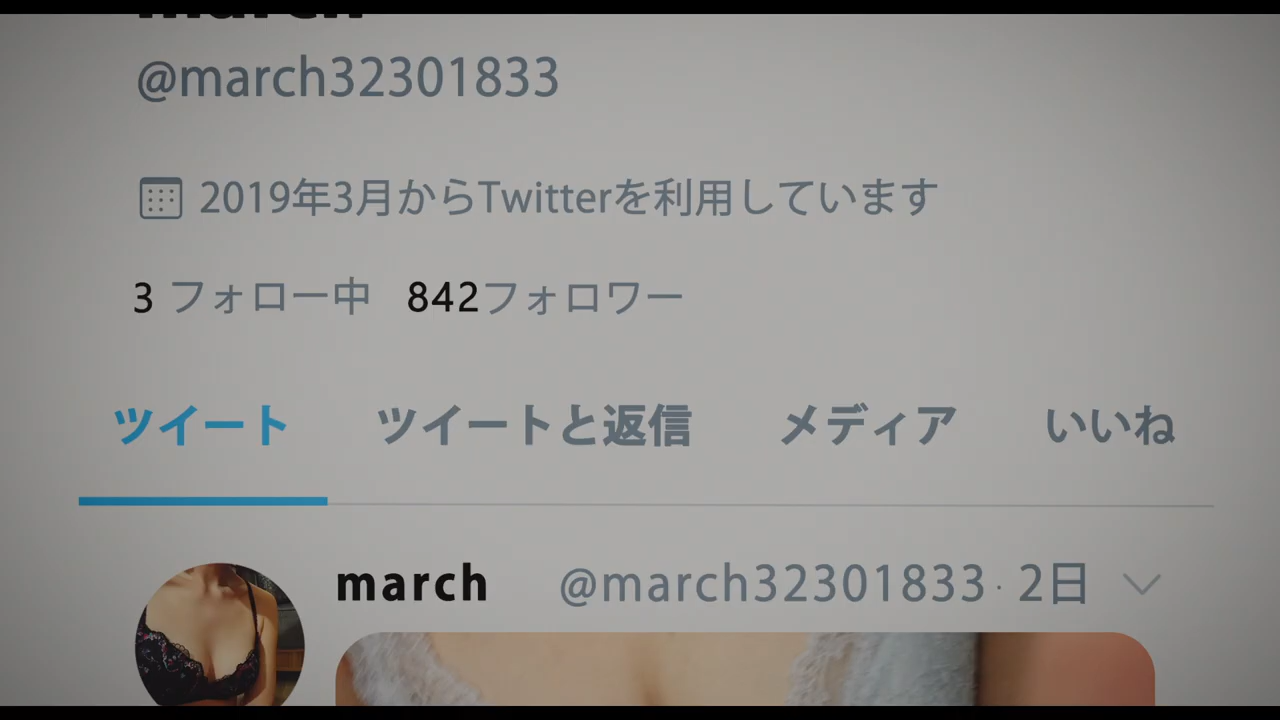 march
@march32301833
2019年3月からTwitterを利用しています
3 フォロー中 842フォロワー
ツイート ツイートと返信 メディア いいね
march @march32301833 · 2日